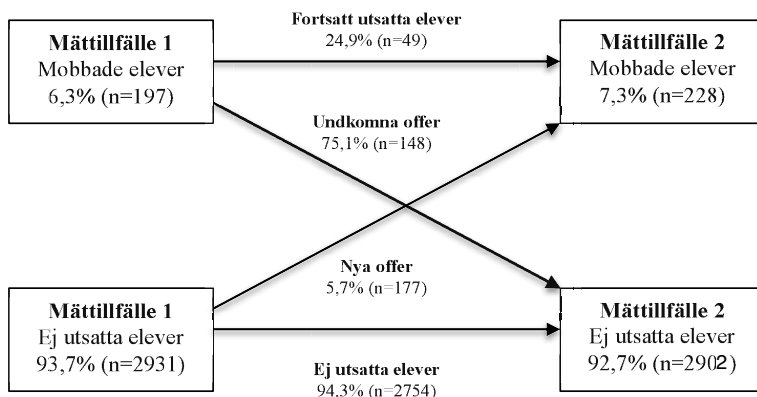 Fortsatt utsatta elever
24,9% (n=49)
Mättillfälle 1
Mobbade elever
6,3% (n=197)
Mättillfälle 2
Mobbade elever
7,3% (n=228)
Undkomna offer
75,1% (n=148)
Nya offer
5,7% (n=177)
Mättillfälle 1
Ej utsatta elever
93,7% (n=2931)
Mättillfälle 2
Ej utsatta elever
92,7% (n=2902)
Ej utsatta elever
94,3% (n=2754)